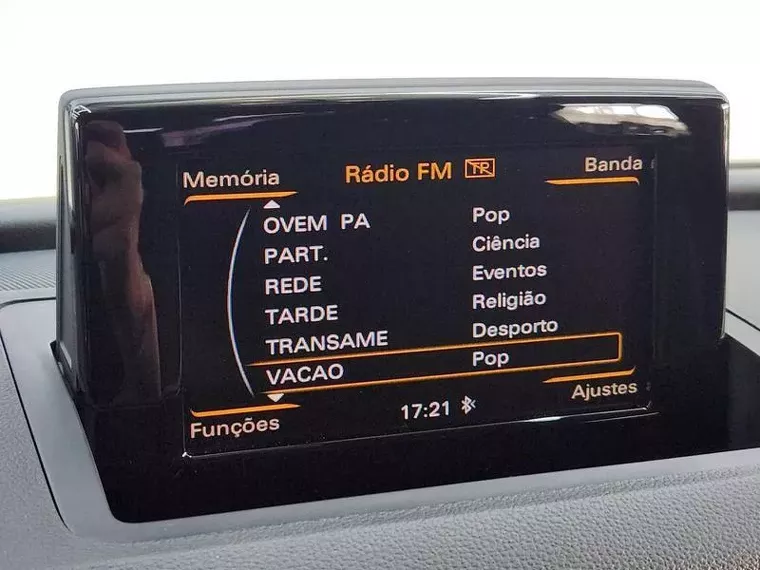 Memória Rádio FM TP Banda
OVEM PA Pop
PART. Ciência
REDE Eventos
TARDE Religião
TRANSAME Desporto
VACAO Pop
Funções 17:21 Ajustes